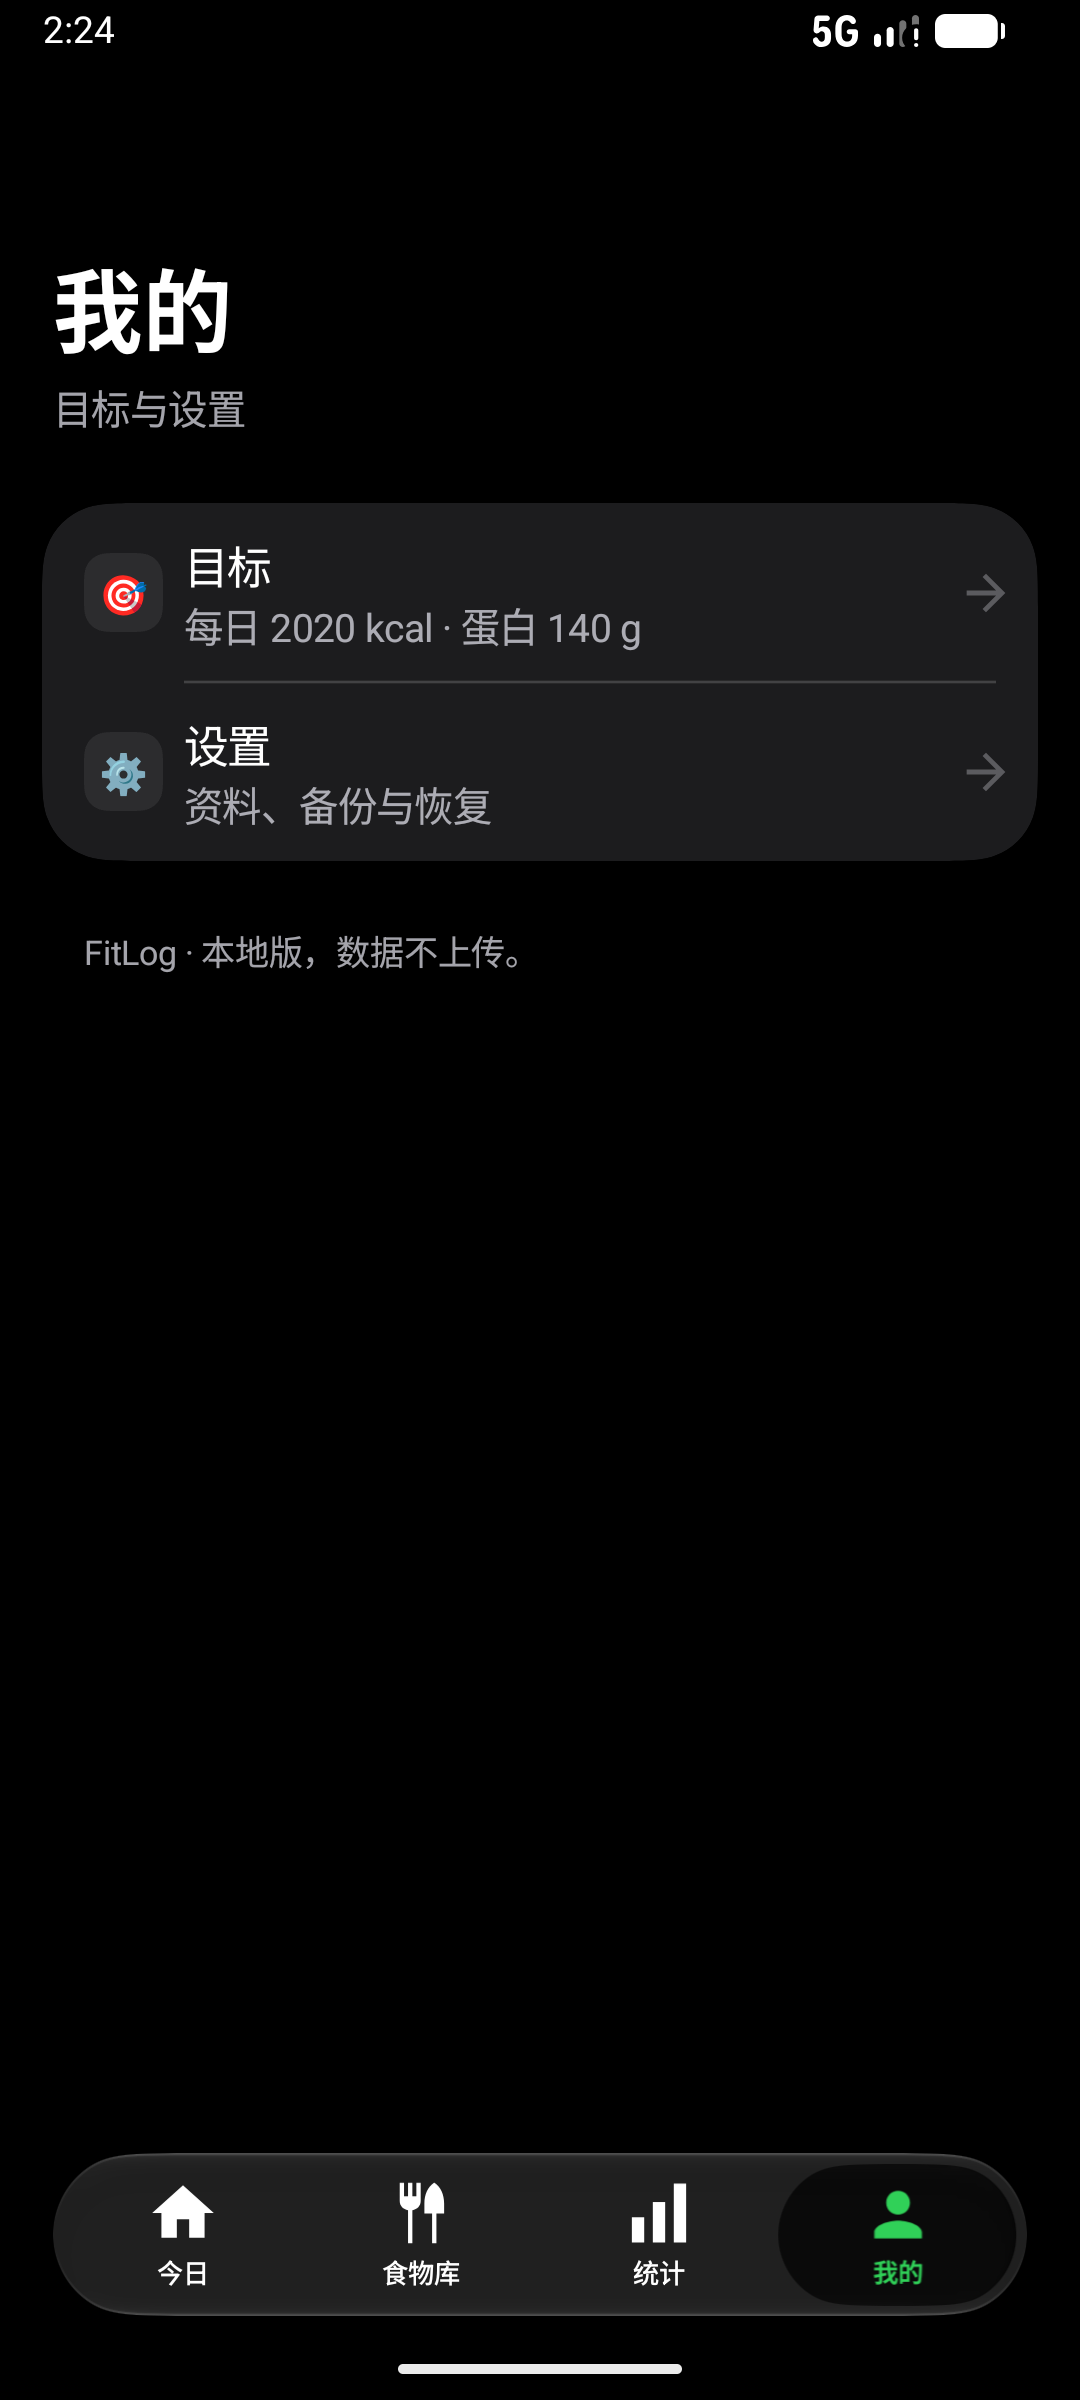 2:24
5G
我的
目标与设置
目标
每日 2020 kcal · 蛋白 140 g
设置
资料、备份与恢复
FitLog · 本地版，数据不上传。
今日
食物库
统计
我的